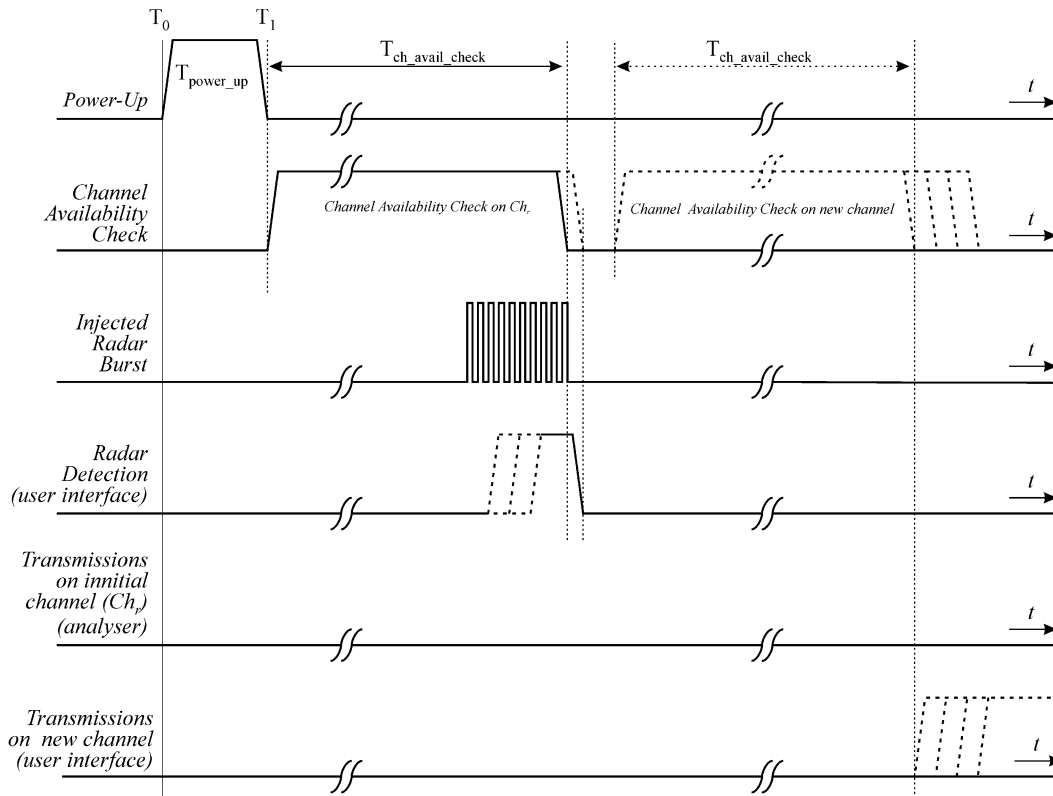 T0
T1
Tch_avail_check
Tch_avail_check
Tpower_up
Power-Up
t
Channel
Availability
Check
Channel Availability Check on Chr
Channel Availability Check on new channel
t
Injected
Radar
Burst
t
Radar
Detection
(user interface)
t
Transmissions
on innitial
channel (Chr)
(analyser)
t
Transmissions
on new channel
(user interface)
t